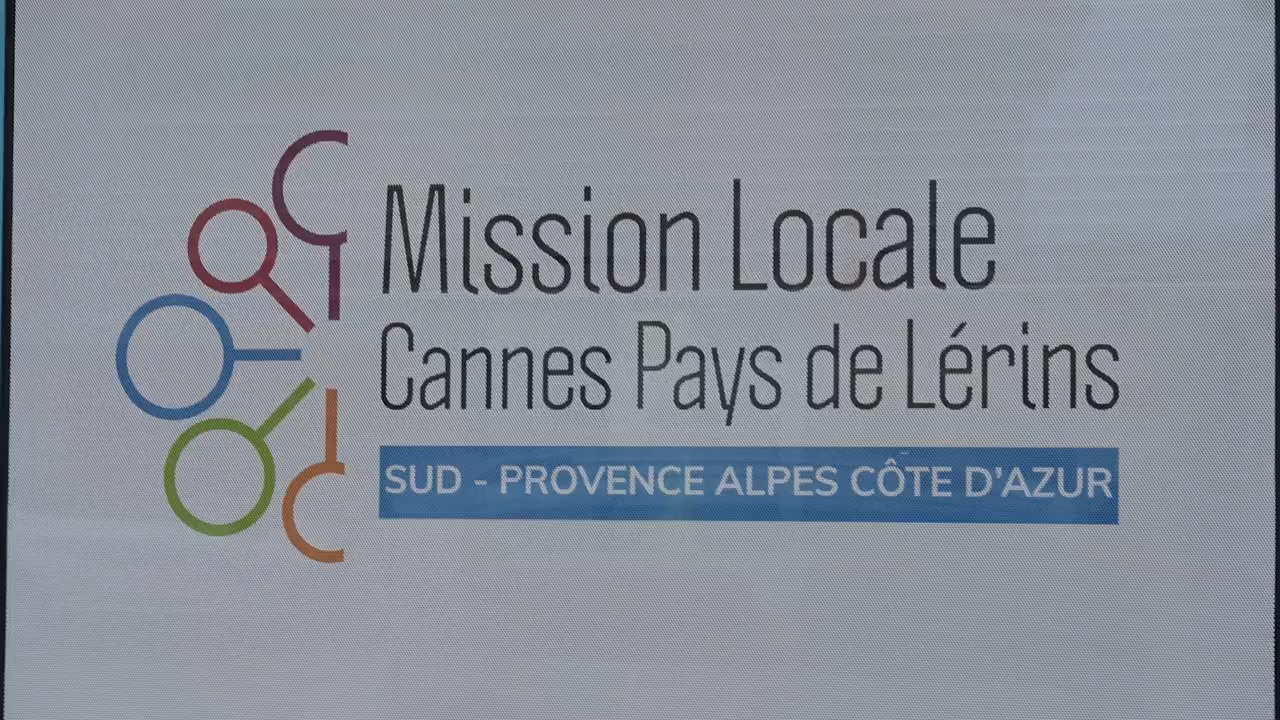 Mission Locale
Cannes Pays de Lérins
SUD - PROVENCE ALPES CÔTE D'AZUR